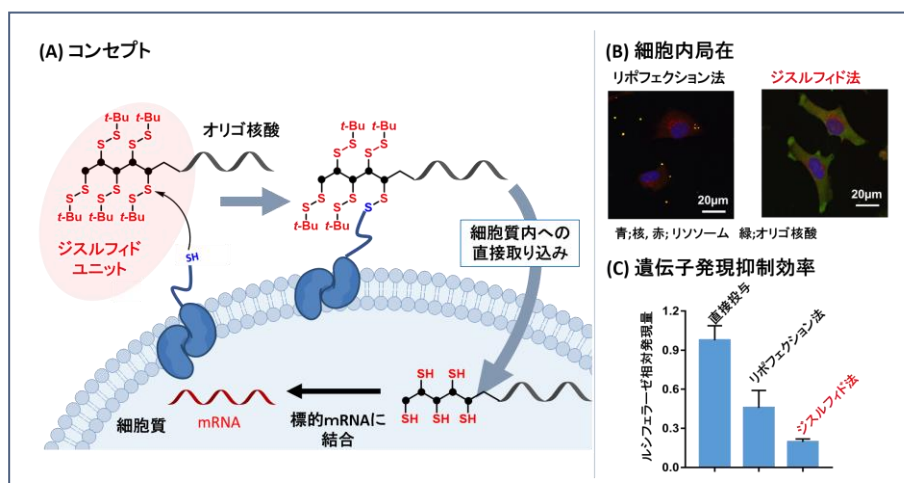 (A) コンセプト
t-Bu
t-Bu
オリゴ核酸
S
S
S
S
S
S
S
S
S
S
t-Bu
t-Bu
t-Bu
ジスルフィド
ユニット
SH
t-Bu
t-Bu
S
S
S
S
S
S
S
S
S
S
t-Bu
t-Bu
細胞質内への
直接取り込み
SH
SH
SH
SH
SH
標的mRNAに
結合
細胞質
mRNA
(B) 細胞内局在
リポフェクション法
ジスルフィド法
20μm
20μm
青;核, 赤; リソソーム 緑;オリゴ核酸
(C) 遺伝子発現抑制効率
ルシフェラーゼ相対発現量
1.2
0.9
0.6
0.3
0.0
直接投与
リポフェクション法
ジスルフィド法